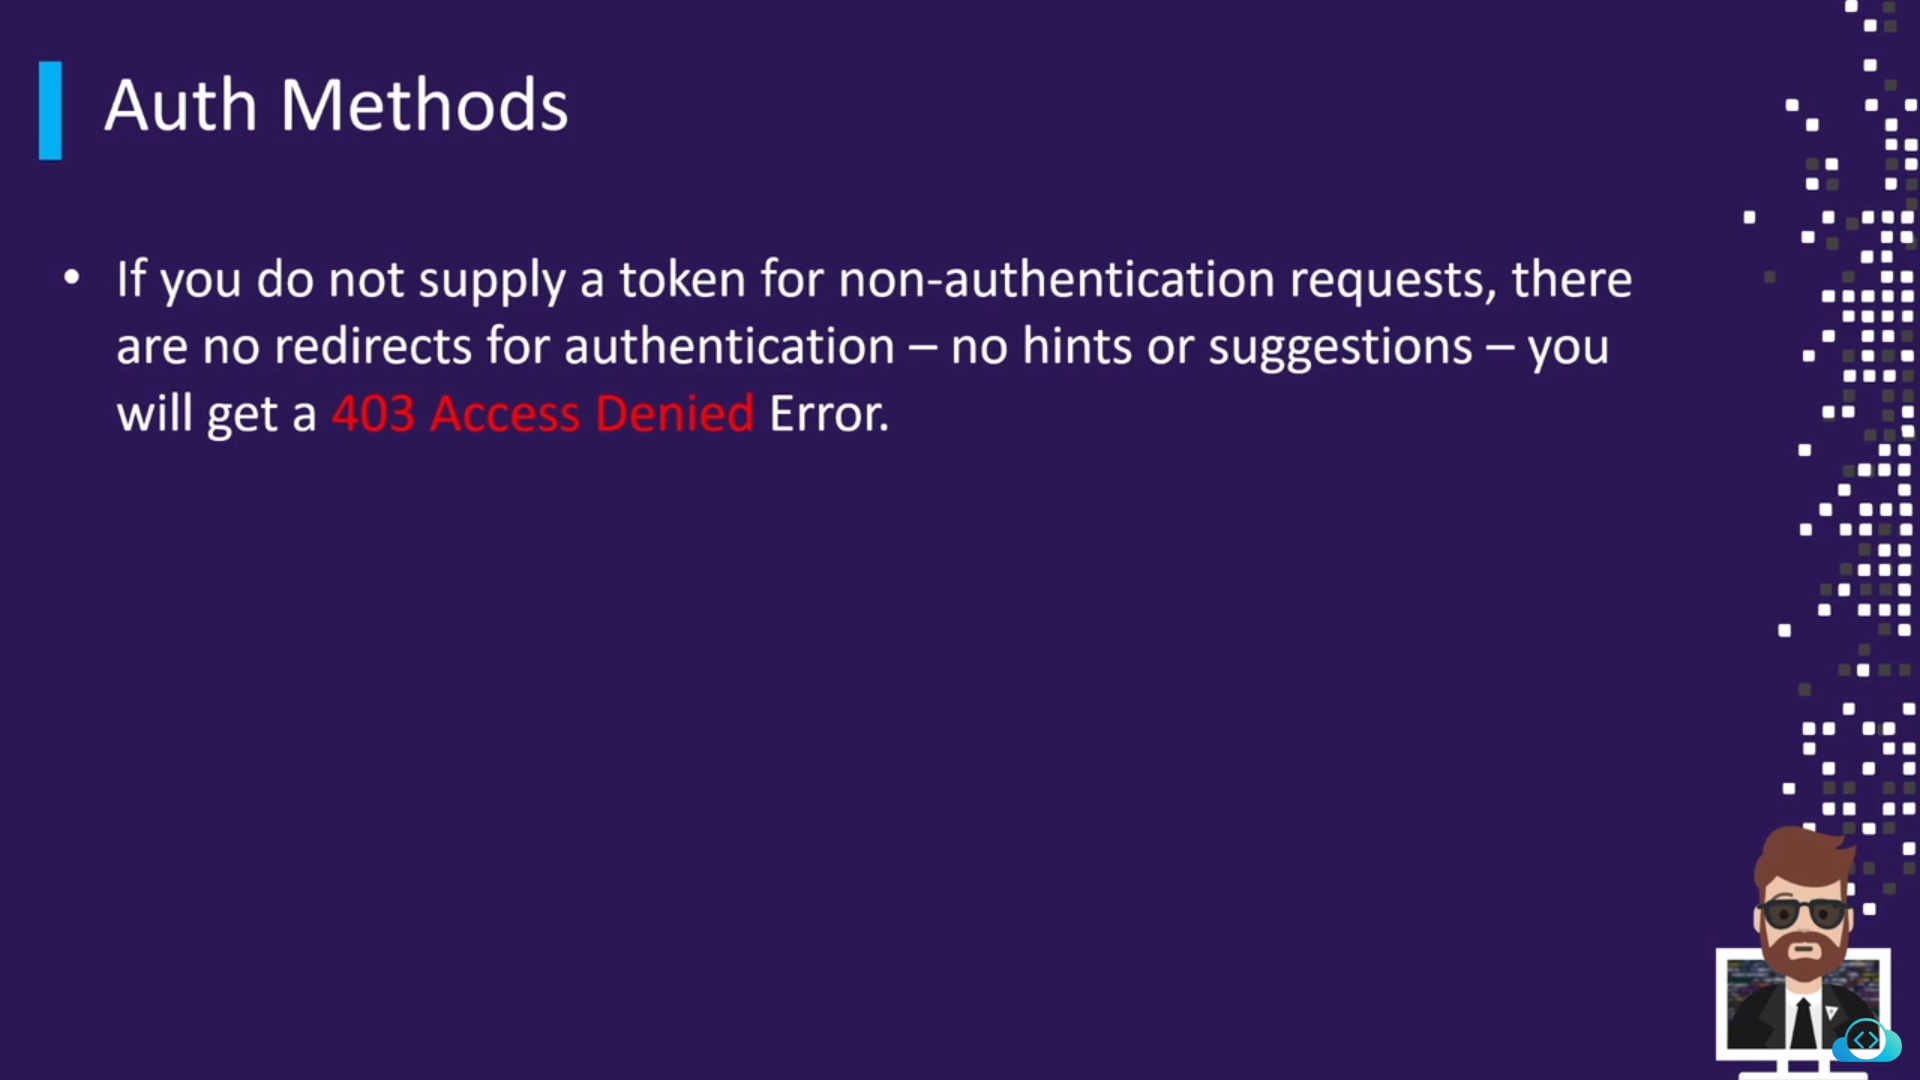 Auth Methods
• If you do not supply a token for non-authentication requests, there
are no redirects for authentication – no hints or suggestions – you
will get a 403 Access Denied Error.